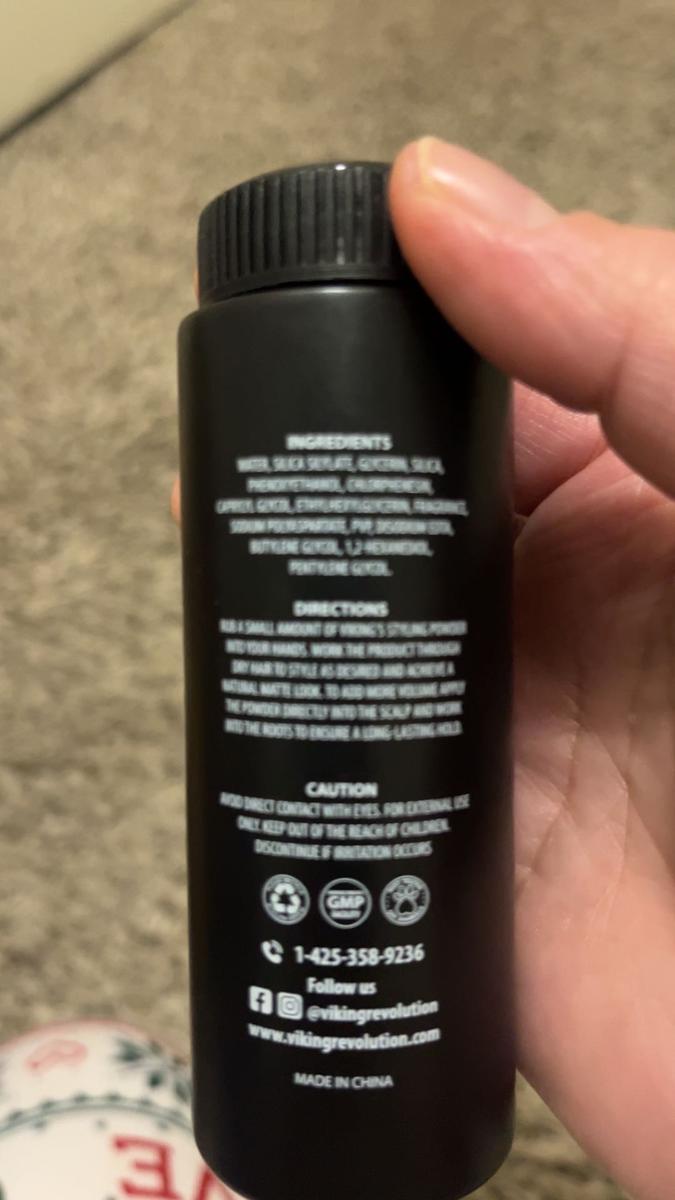 INGREDIENTS
WATER, SILICA SILYLATE, GLYCERIN, SILICA,
PHENOXYETHANOL, CHLORPHENESIN,
CAPRYLYL GLYCOL, ETHYLHEXYLGLYCERIN, FRAGRANCE,
SODIUM POLYASPARTATE, PVP, DISODIUM EDTA,
BUTYLENE GLYCOL, 1,2-HEXANEDIOL,
PENTYLENE GLYCOL.
DIRECTIONS
RUB A SMALL AMOUNT OF VIKING'S STYLING POWDER
INTO YOUR HANDS. WORK THE PRODUCT THROUGH
DRY HAIR TO STYLE AS DESIRED AND ACHIEVE A
NATURAL MATTE LOOK. TO ADD MORE VOLUME APPLY
THE POWDER DIRECTLY INTO THE SCALP AND WORK
INTO THE ROOTS TO ENSURE A LONG-LASTING HOLD.
CAUTION
AVOID DIRECT CONTACT WITH EYES. FOR EXTERNAL USE
ONLY. KEEP OUT OF THE REACH OF CHILDREN.
DISCONTINUE IF IRRITATION OCCURS
GMP
1-425-358-9236
Follow us
@vikingrevolution
www.vikingrevolution.com
MADE IN CHINA